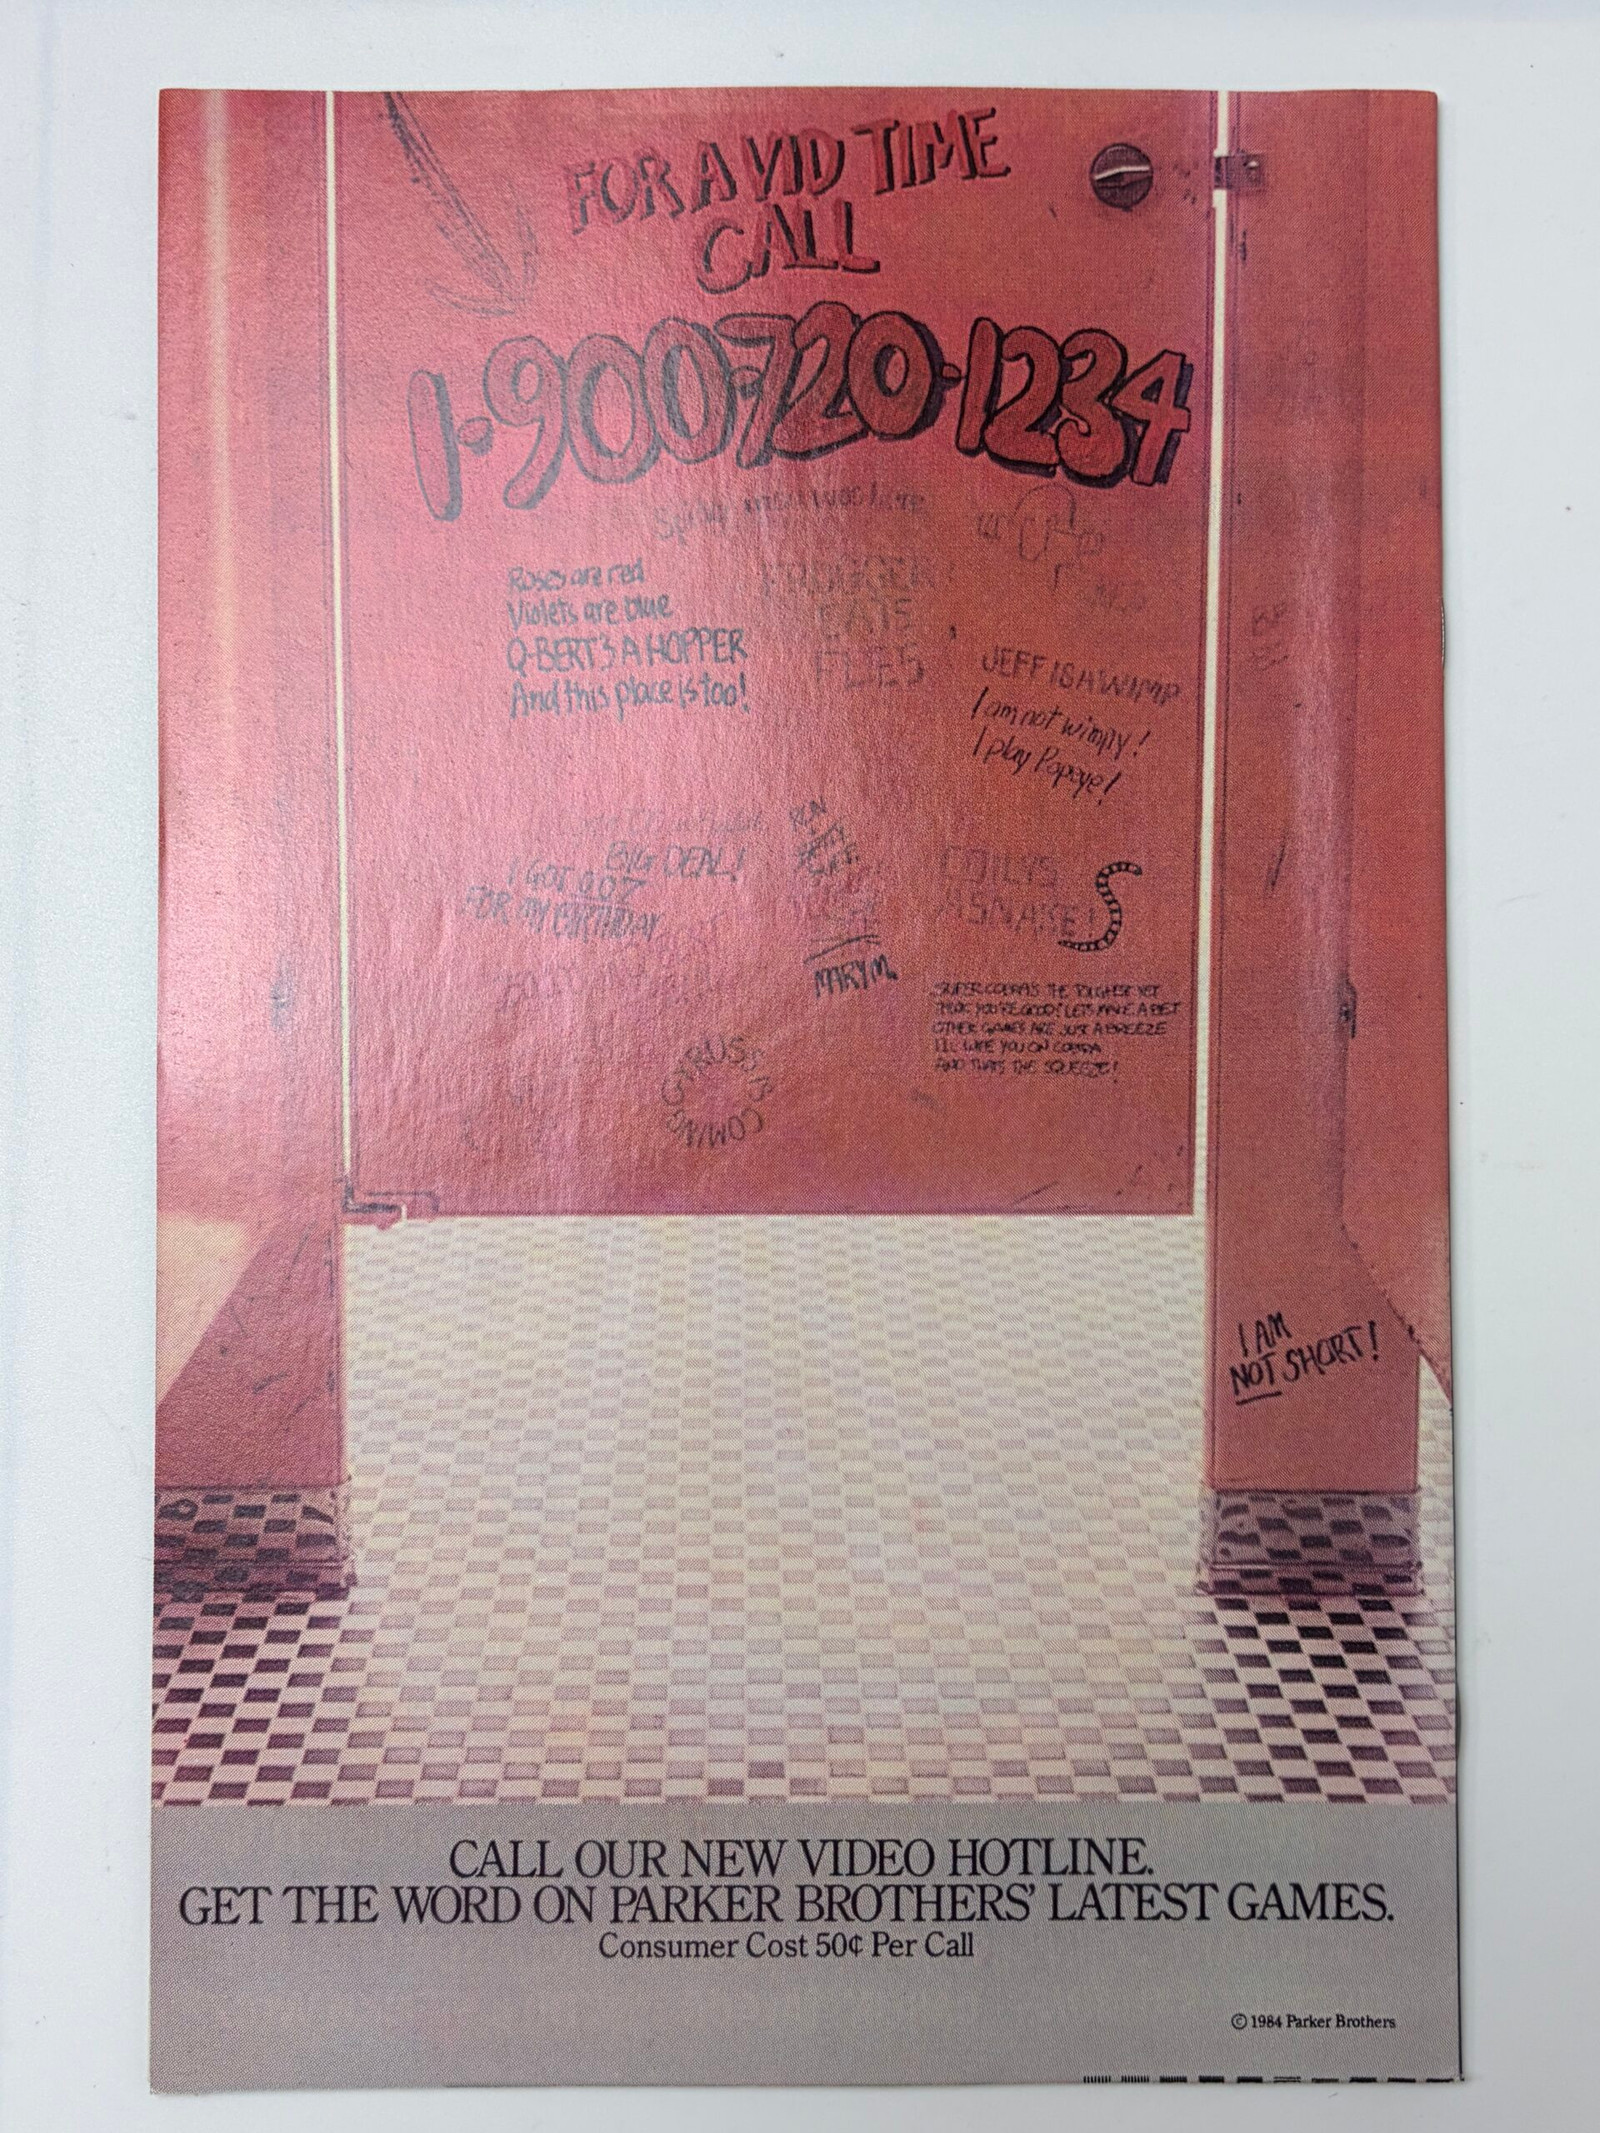 FOR A VID TIME
CALL
1-900-720-1234
Roses are red
Violets are blue
Q-BERT'S A HOPPER
And this place is too!
FROGGER
EATS
FLIES
JEFF IS A WIMP
I am not wimpy!
I play Popeye!
BIG DEAL!
I GOT 007
FOR MY BIRTHDAY
MARY M.
COILY'S
A SNAKE!
SUPER COBRA'S THE TOUGHEST YET
THINK YOU'RE GOOD? LETS MAKE A BET
OTHER GAMES ARE JUST A BREEZE
I'LL WIPE YOU ON COBRA
AND THATS THE SQUEEZE!
GYRUSS IS COMING
I AM
NOT SHORT!
CALL OUR NEW VIDEO HOTLINE.
GET THE WORD ON PARKER BROTHERS' LATEST GAMES.
Consumer Cost 50¢ Per Call
© 1984 Parker Brothers